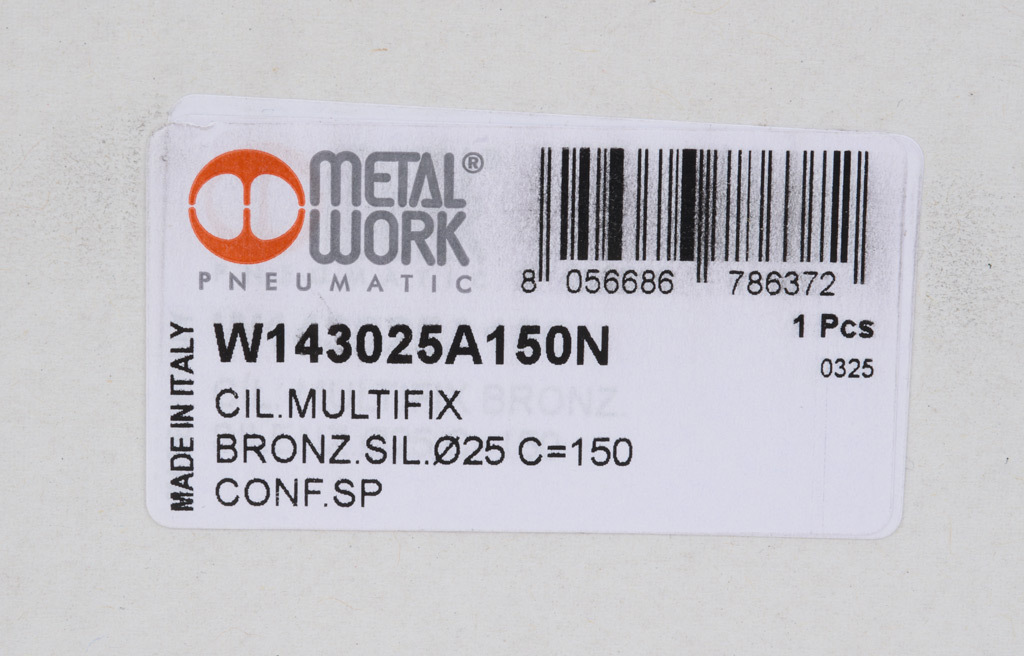 METAL®
WORK
PNEUMATIC
8 056686 786372
W143025A150N
1 Pcs
0325
CIL.MULTIFIX
BRONZ.SIL.Ø25 C=150
CONF.SP
MADE IN ITALY